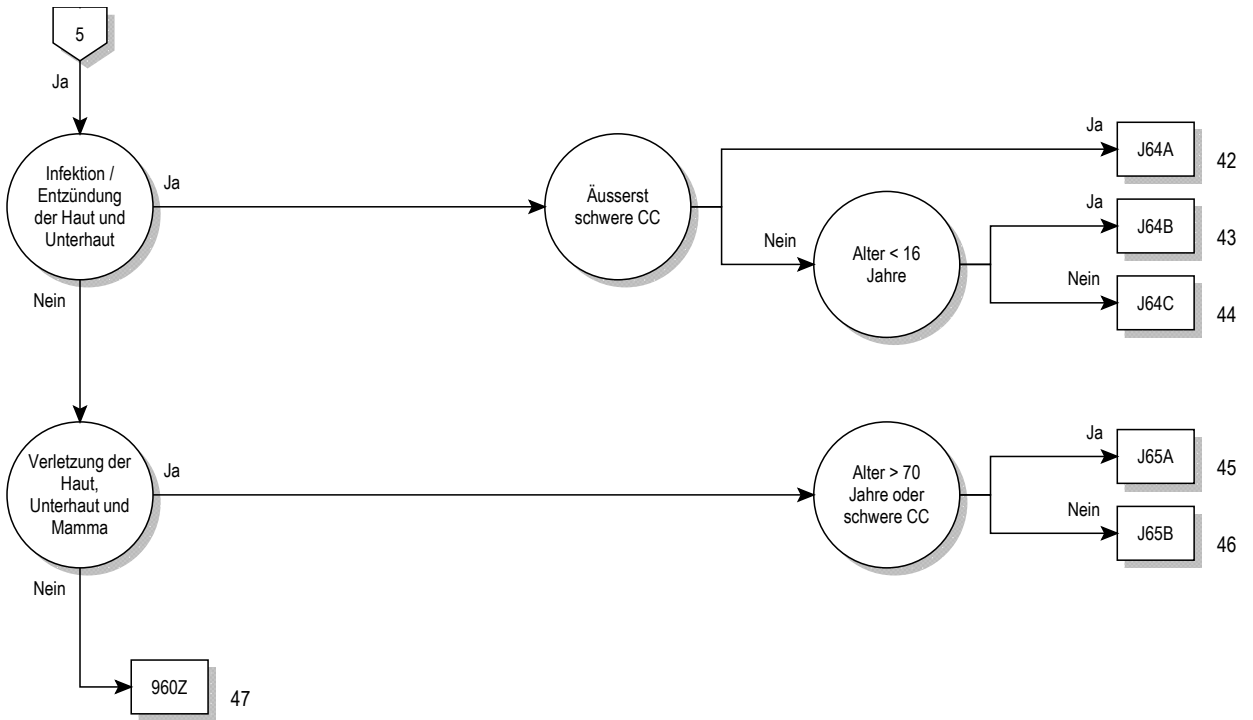 5
Ja
Infektion /
Entzündung
der Haut und
Unterhaut
Ja
Äusserst
schwere CC
Ja
J64A
42
Nein
Alter < 16
Jahre
Ja
J64B
43
Nein
J64C
44
Nein
Verletzung der
Haut,
Unterhaut und
Mamma
Ja
Alter > 70
Jahre oder
schwere CC
Ja
J65A
45
Nein
J65B
46
Nein
960Z
47